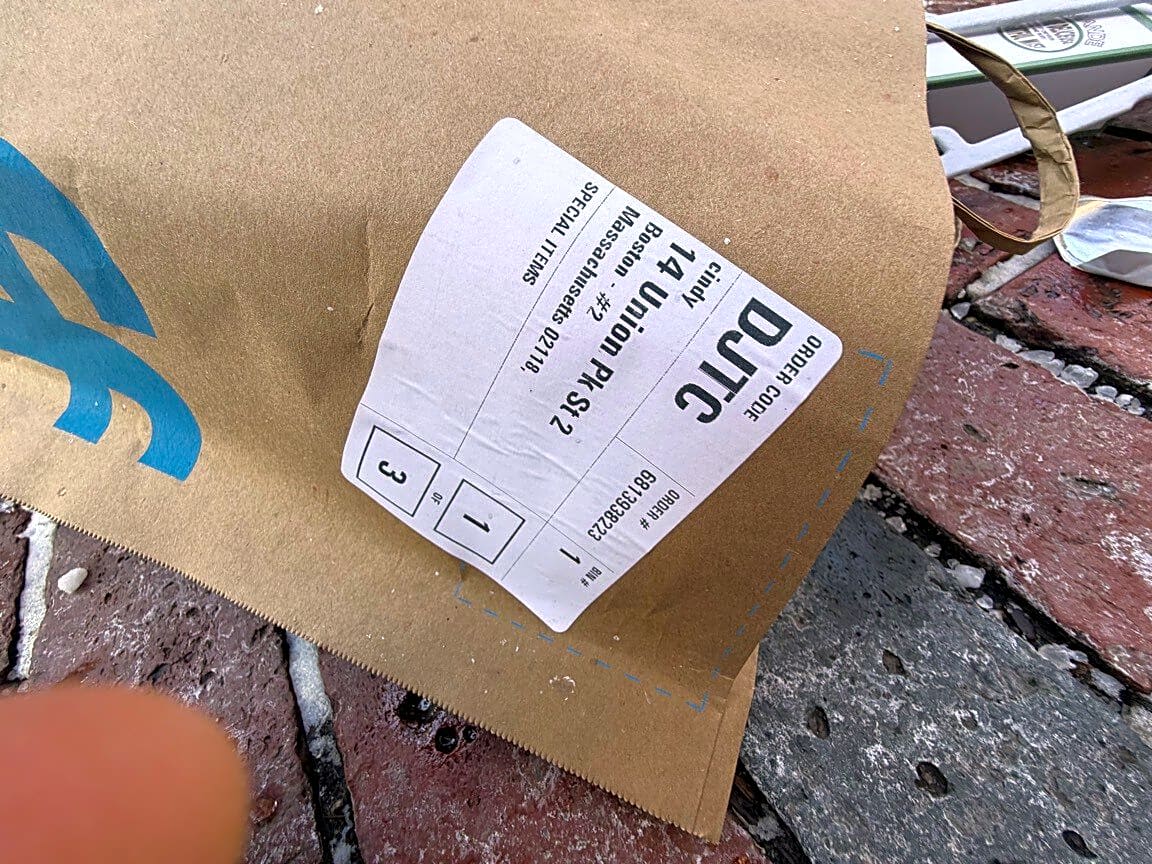 ORDER CODE
DJTC
ORDER #
6813938223
BIN #
1
cindy
14 Union Pk St 2
Boston - #2
Massachusetts 02118,
SPECIAL ITEMS
1
OF
3